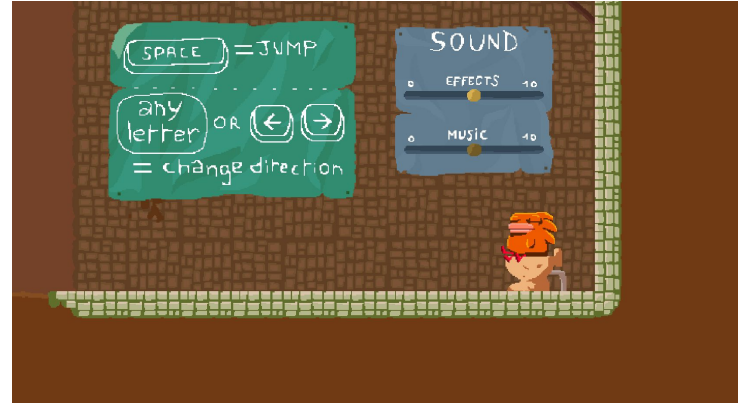 SPACE = JUMP
any letter OR ← →
= change direction
SOUND
EFFECTS
0 10
MUSIC
0 10